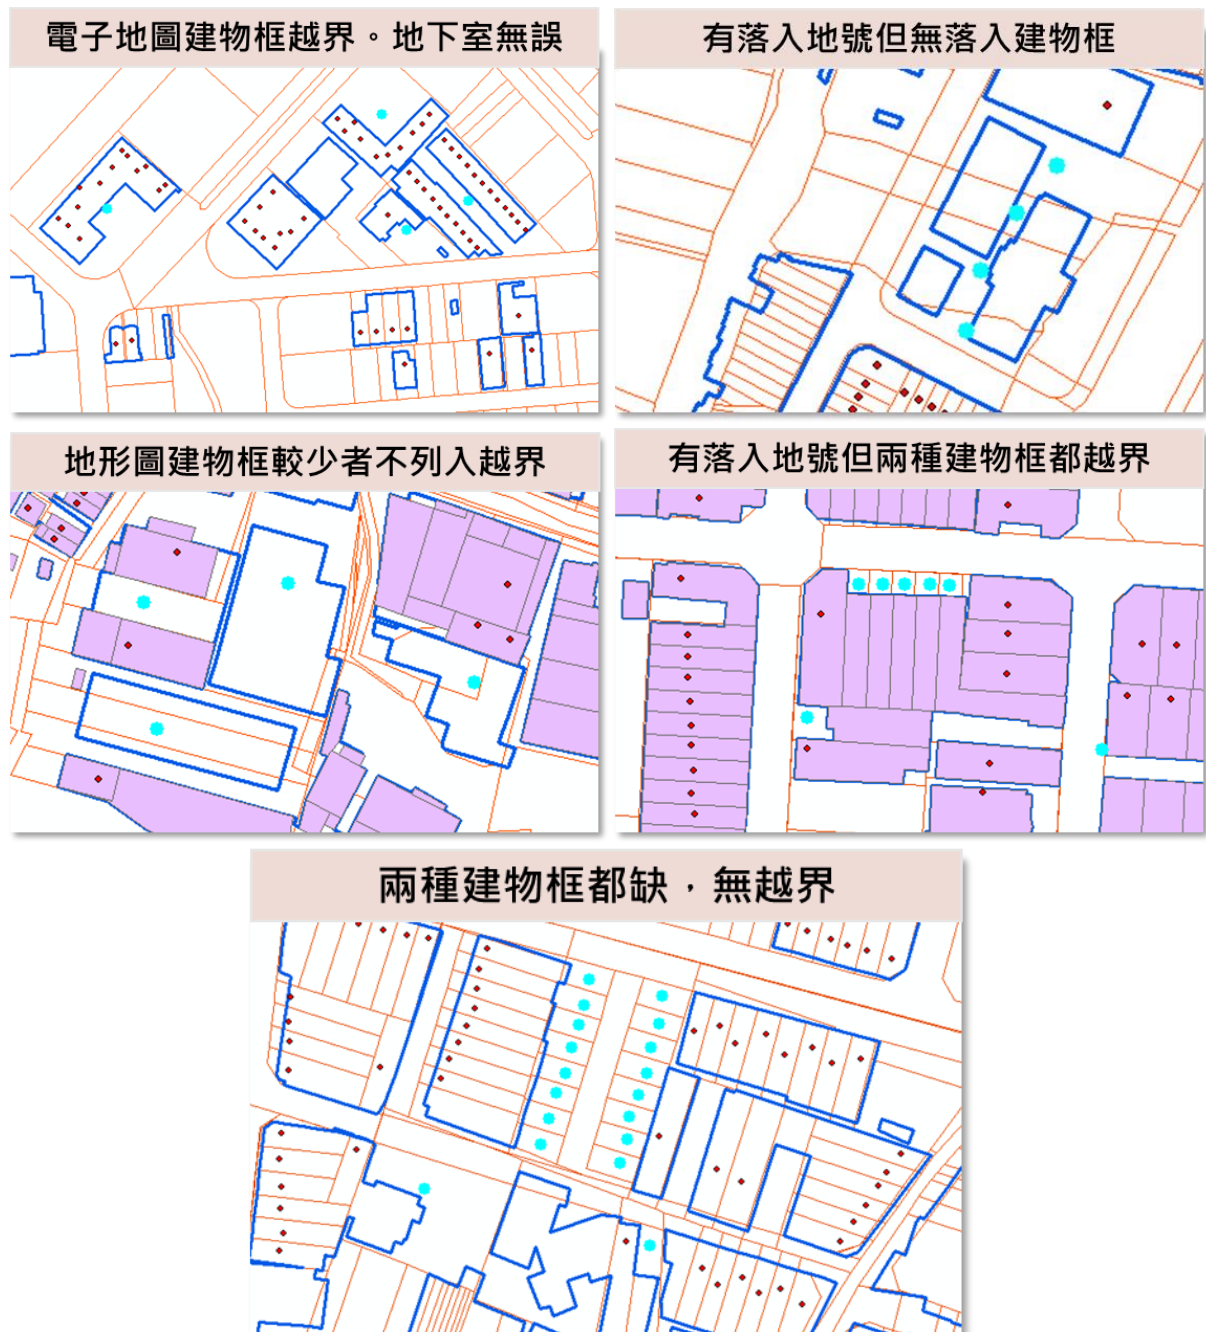 電子地圖建物框越界。地下室無誤
有落入地號但無落入建物框
地形圖建物框較少者不列入越界
有落入地號但兩種建物框都越界
兩種建物框都缺，無越界